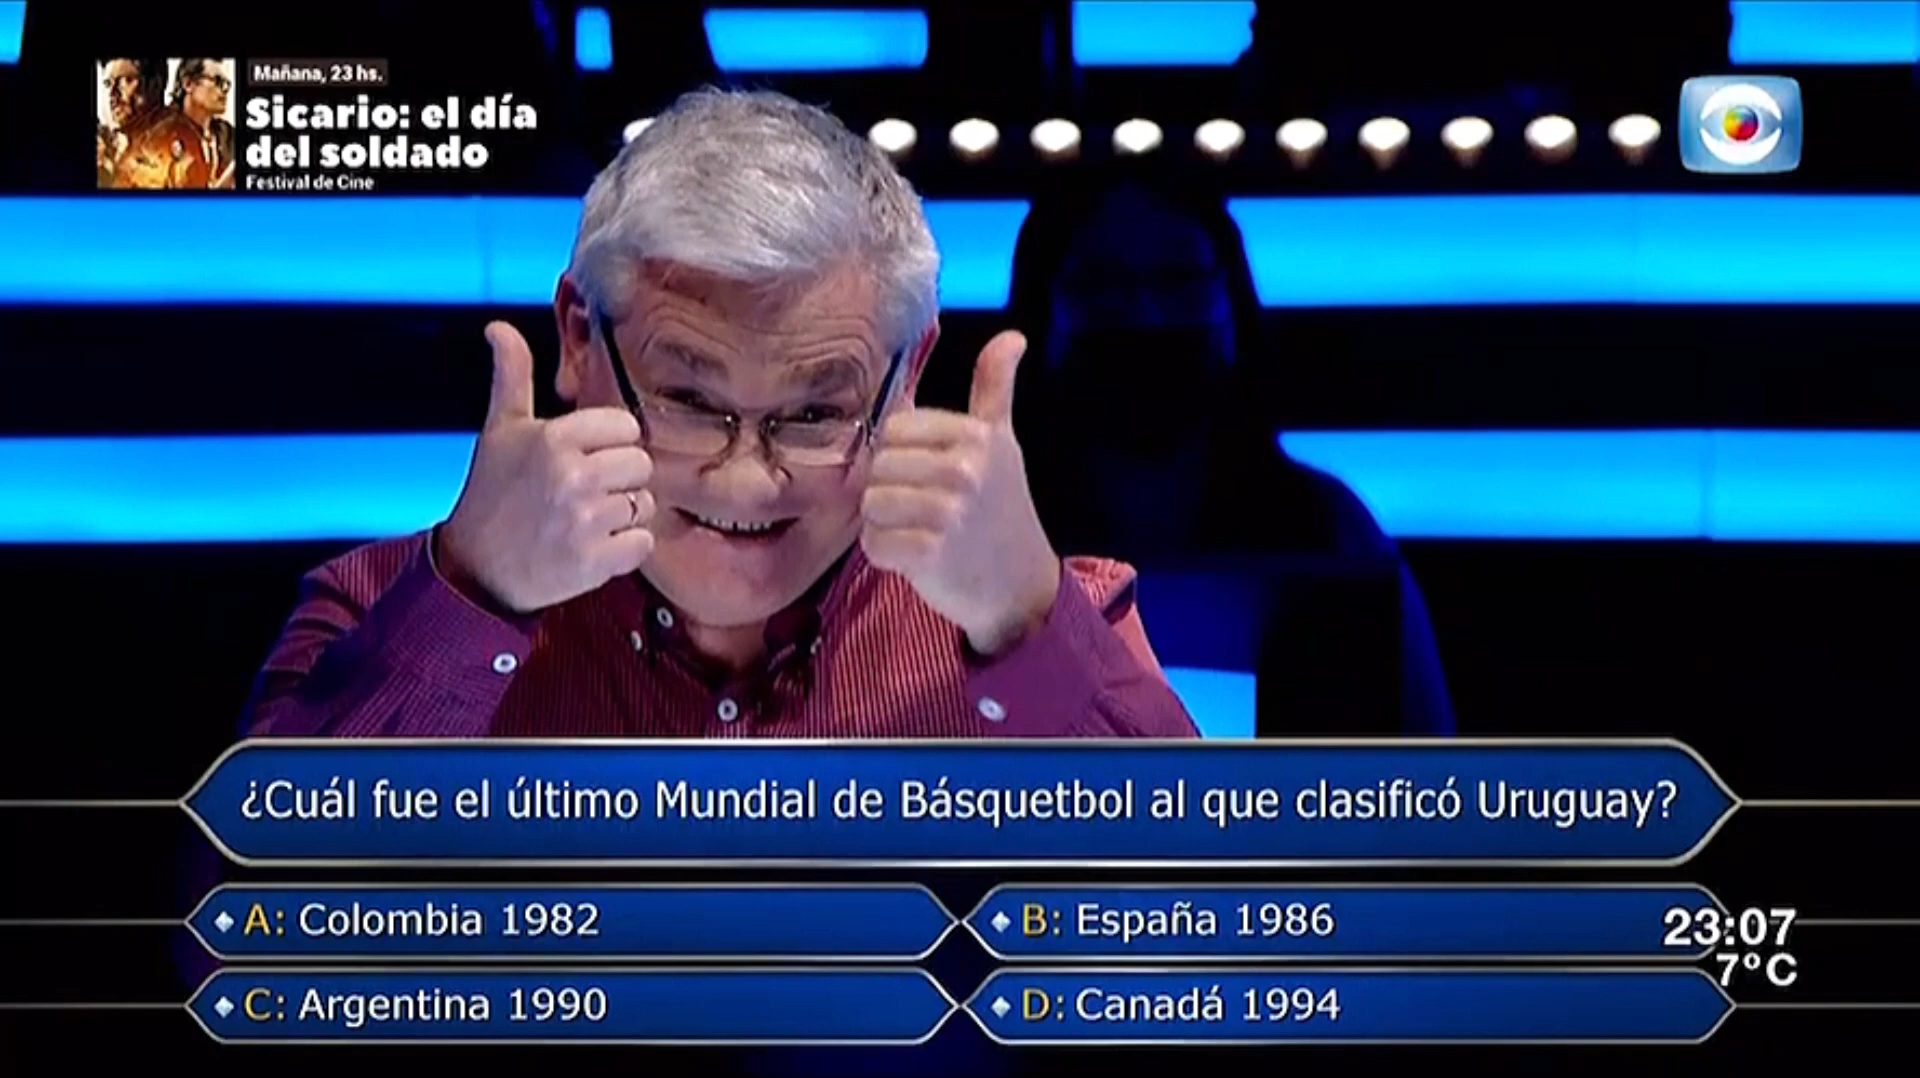 Mañana, 23 hs.
Sicario: el día
del soldado
Festival de Cine
¿Cuál fue el último Mundial de Básquetbol al que clasificó Uruguay?
A: Colombia 1982
B: España 1986
23:07
7°C
C: Argentina 1990
D: Canadá 1994